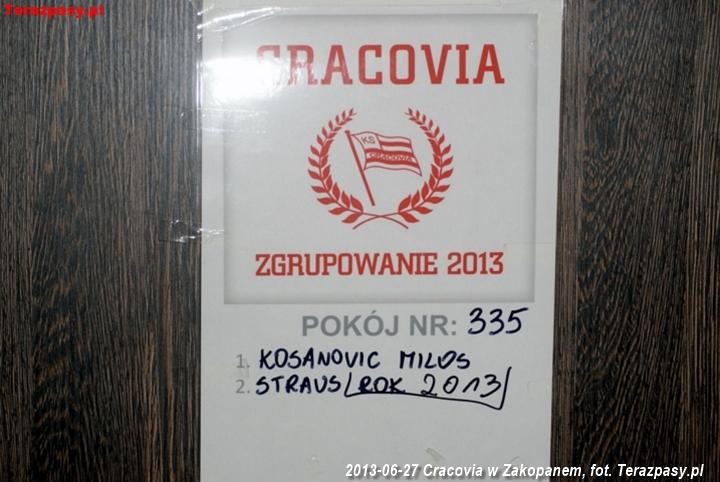 Terazpasy.pl
CRACOVIA
KS
CRACOVIA
ZGRUPOWANIE 2013
POKÓJ NR: 335
1. KOSANOVIC MILOS
2. STRAUS/ROK 2013/
2013-06-27 Cracovia w Zakopanem, fot. Terazpasy.pl